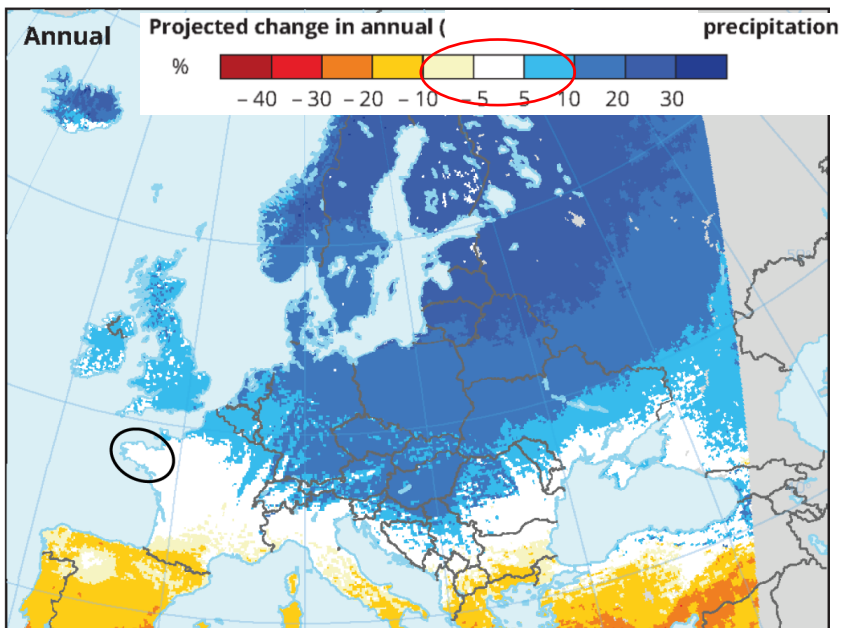 Annual
Projected change in annual ( precipitation
%
– 40 – 30 – 20 – 10 – 5 5 10 20 30